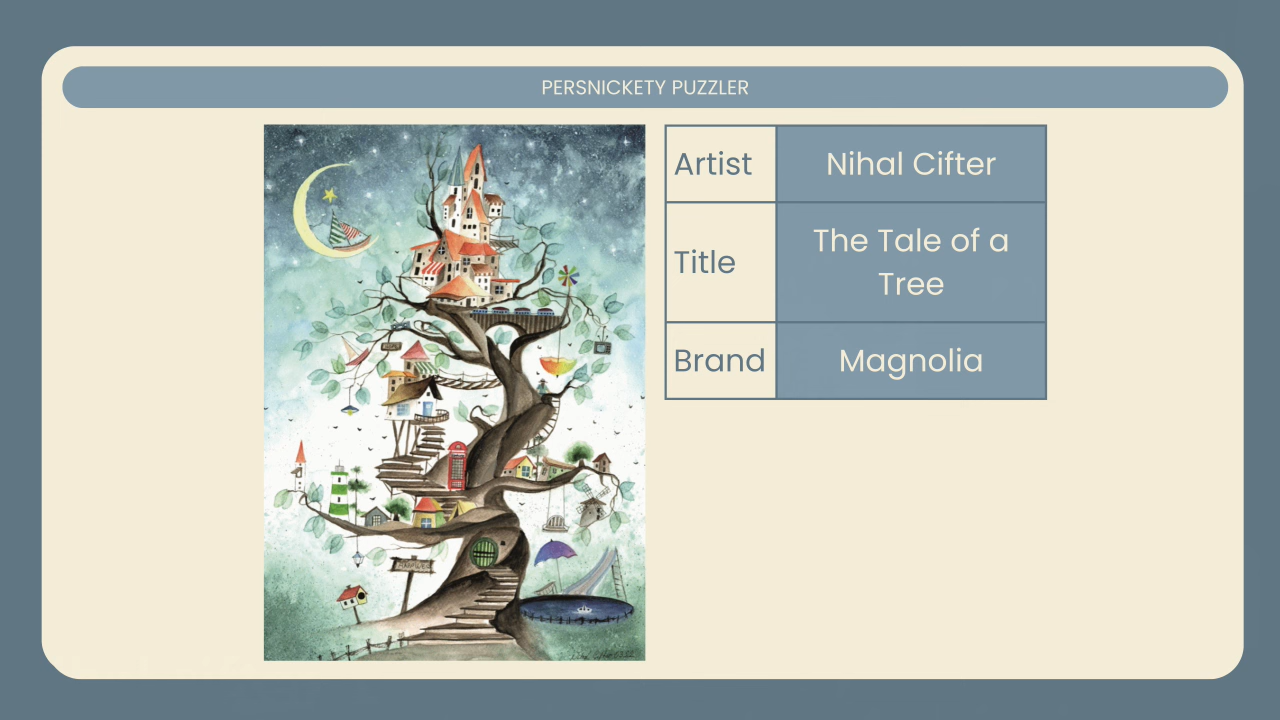 PERSNICKETY PUZZLER
Artist
Nihal Cifter
Title
The Tale of a
Tree
Brand
Magnolia